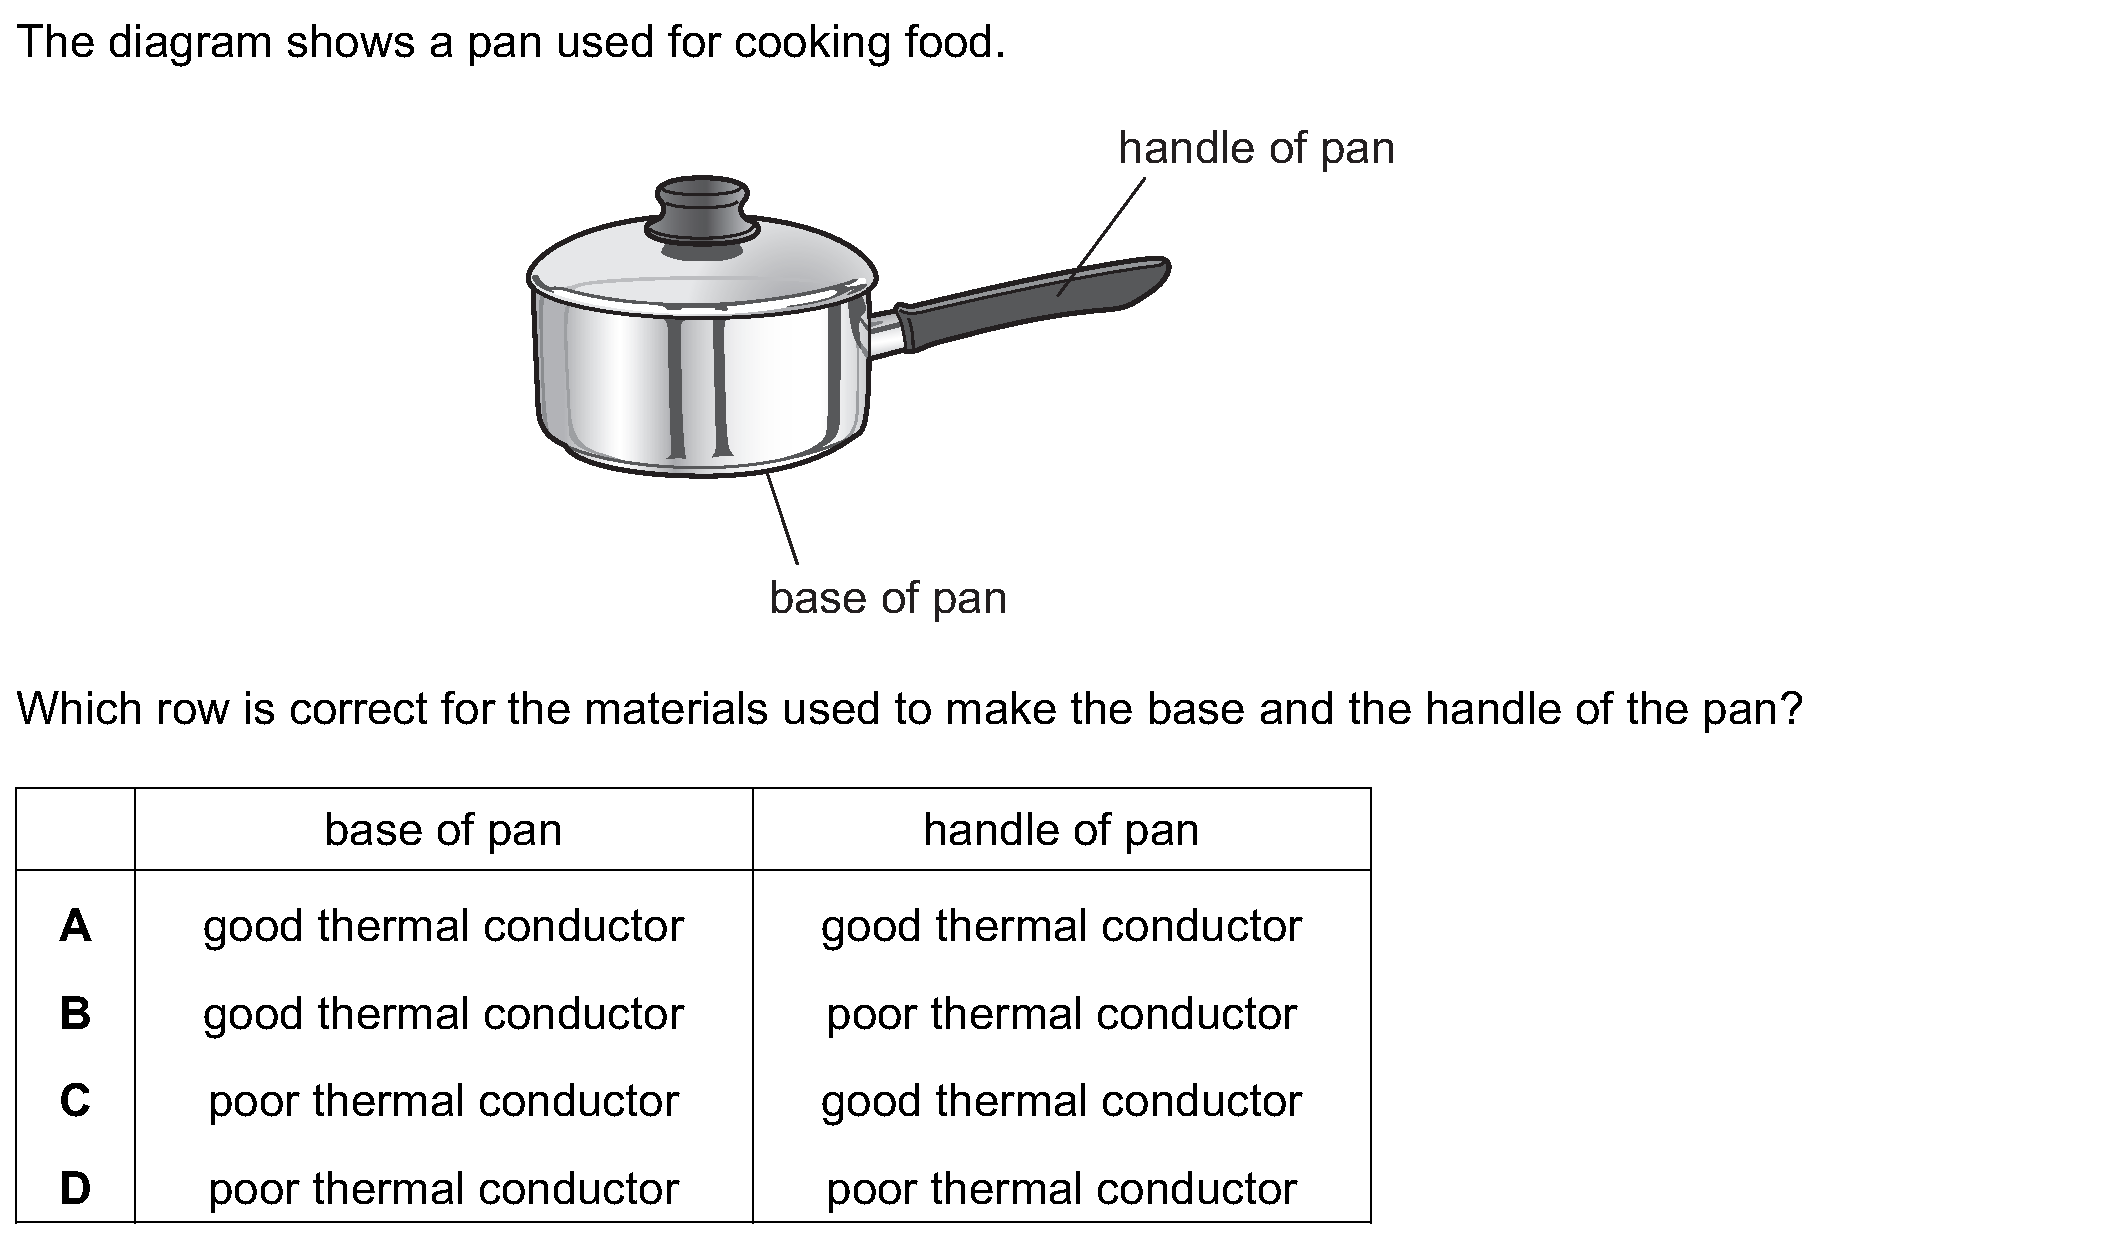 The diagram shows a pan used for cooking food.
handle of pan
base of pan
Which row is correct for the materials used to make the base and the handle of the pan?
base of pan handle of pan
A good thermal conductor good thermal conductor
B good thermal conductor poor thermal conductor
C poor thermal conductor good thermal conductor
D poor thermal conductor poor thermal conductor